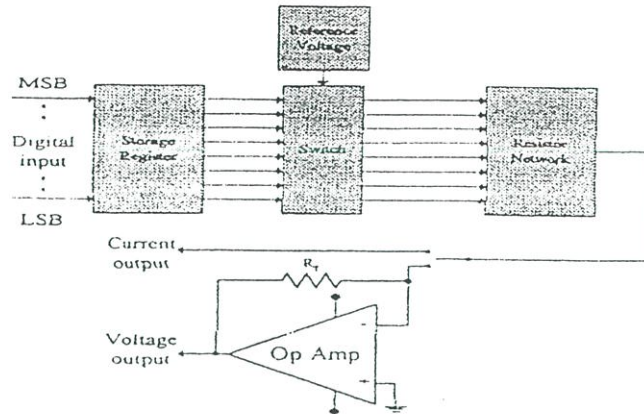 Reference
Voltage
MSB
Digital
input
LSB
Storage
Register
Switch
Resistor
Network
Current
output
Rf
Voltage
output
Op Amp
-
+